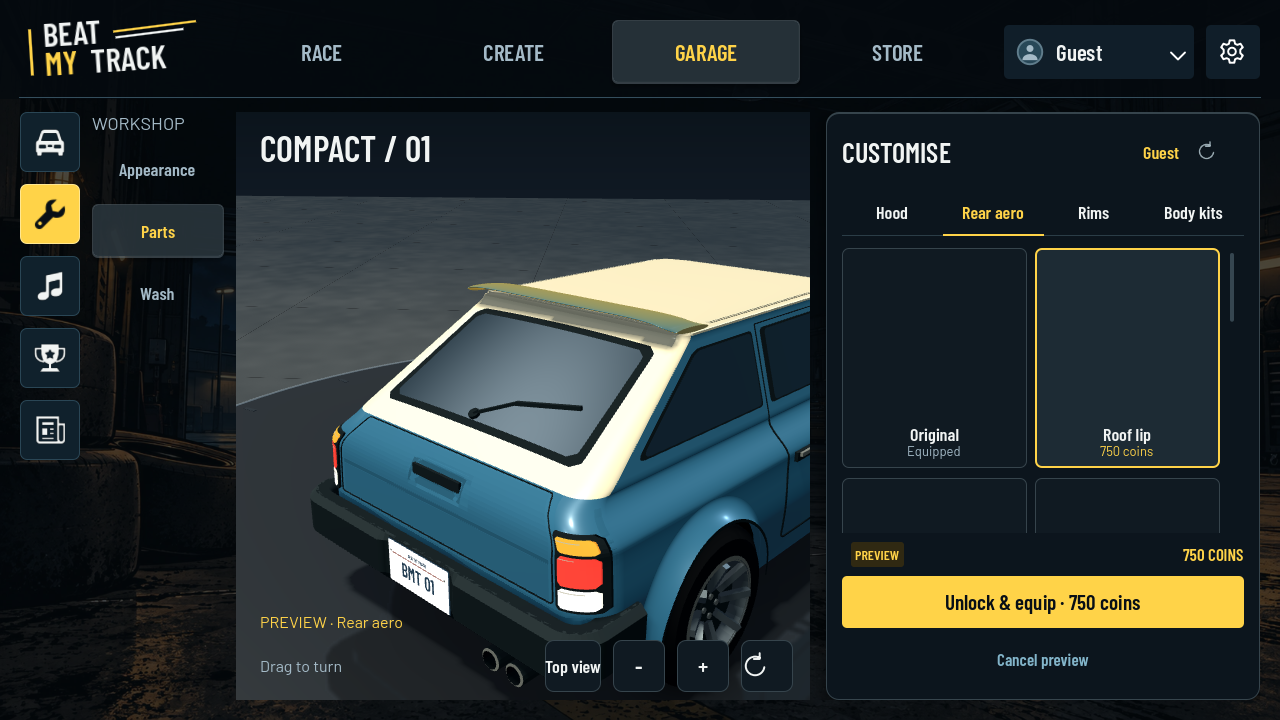 BEAT
MY TRACK
RACE
CREATE
GARAGE
STORE
Guest
WORKSHOP
Appearance
Parts
Wash
COMPACT / 01
BMT 01
PREVIEW · Rear aero
Drag to turn
Top view
-
+
CUSTOMISE
Guest
Hood
Rear aero
Rims
Body kits
Original
Equipped
Roof lip
750 coins
PREVIEW
750 COINS
Unlock & equip · 750 coins
Cancel preview